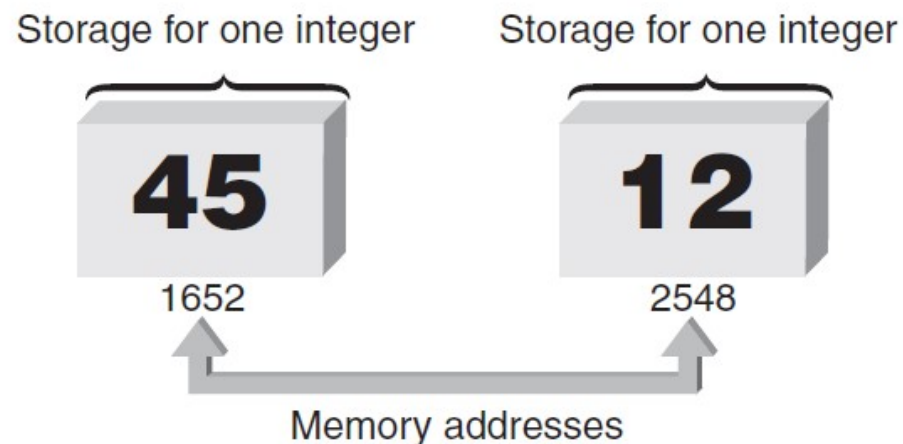 Storage for one integer Storage for one integer
45 12
1652 2548
Memory addresses